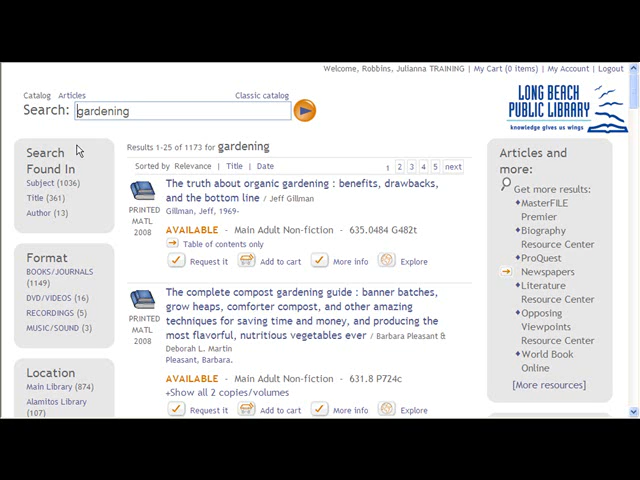 Welcome, Robbins, Julianna TRAINING | My Cart (0 items) | My Account | Logout
Catalog Articles Classic catalog
Search: gardening
LONG BEACH
PUBLIC LIBRARY
knowledge gives us wings
Search
Found In
Subject (1036)
Title (361)
Author (13)
Format
BOOKS/JOURNALS
(1149)
DVD/VIDEOS (16)
RECORDINGS (5)
MUSIC/SOUND (3)
Location
Main Library (874)
Alamitos Library
(107)
Results 1-25 of 1173 for gardening
Sorted by Relevance | Title | Date
1 2 3 4 5 next
PRINTED
MATL
2008
The truth about organic gardening : benefits, drawbacks,
and the bottom line / Jeff Gillman
Gillman, Jeff, 1969-
AVAILABLE - Main Adult Non-fiction - 635.0484 G482t
Table of contents only
Request it Add to cart More info Explore
PRINTED
MATL
2008
The complete compost gardening guide : banner batches,
grow heaps, comforter compost, and other amazing
techniques for saving time and money, and producing the
most flavorful, nutritious vegetables ever / Barbara Pleasant &
Deborah L. Martin
Pleasant, Barbara.
AVAILABLE - Main Adult Non-fiction - 631.8 P724c
+Show all 2 copies/volumes
Request it Add to cart More info Explore
Articles and
more:
Get more results:
MasterFILE
Premier
Biography
Resource Center
ProQuest
Newspapers
Literature
Resource Center
Opposing
Viewpoints
Resource Center
World Book
Online
[More resources]